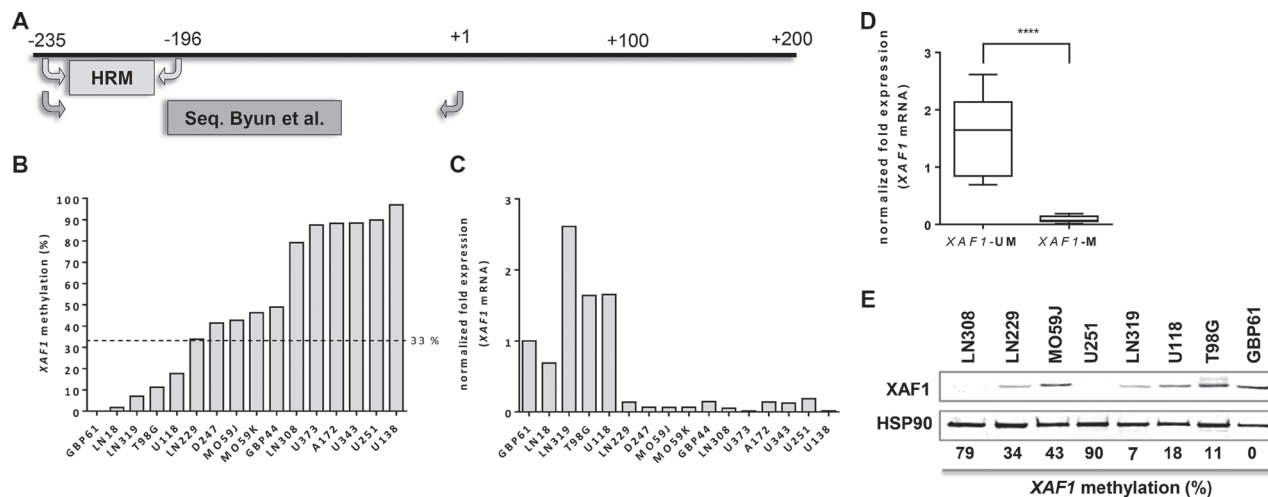 A
-235
-196
+1
+100
+200
HRM
Seq. Byun et al.
B
XAF1 methylation (%)
100
90
80
70
60
50
40
30
20
10
0
33 %
GBP61
LN18
LN319
T98G
U118
LN229
D247
MO59J
MO59K
GBP44
LN308
U373
A172
U343
U251
U138
C
normalized fold expression
(XAF1 mRNA)
3
2
1
0
GBP61
LN18
LN319
T98G
U118
LN229
D247
MO59J
MO59K
GBP44
LN308
U373
A172
U343
U251
U138
D
normalized fold expression
(XAF1 mRNA)
3
2
1
0
****
XAF1-UM
XAF1-M
E
LN308
LN229
MO59J
U251
LN319
U118
T98G
GBP61
XAF1
HSP90
79 34 43 90 7 18 11 0
XAF1 methylation (%)